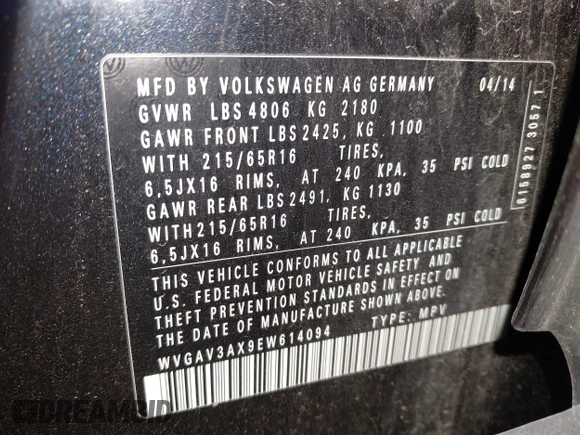 MFD BY VOLKSWAGEN AG GERMANY 04/14
GVWR LBS 4806 KG 2180
GAWR FRONT LBS 2425, KG 1100
WITH 215/65R16 TIRES,
6,5JX16 RIMS, AT 240 KPA, 35 PSI COLD
GAWR REAR LBS 2491, KG 1130
WITH 215/65R16 TIRES,
6,5JX16 RIMS, AT 240 KPA, 35 PSI COLD
THIS VEHICLE CONFORMS TO ALL APPLICABLE
U.S. FEDERAL MOTOR VEHICLE SAFETY AND
THEFT PREVENTION STANDARDS IN EFFECT ON
THE DATE OF MANUFACTURE SHOWN ABOVE.
WVGAV3AX9EW614094 TYPE: MPV
6158927 3057 1
DREAMBID